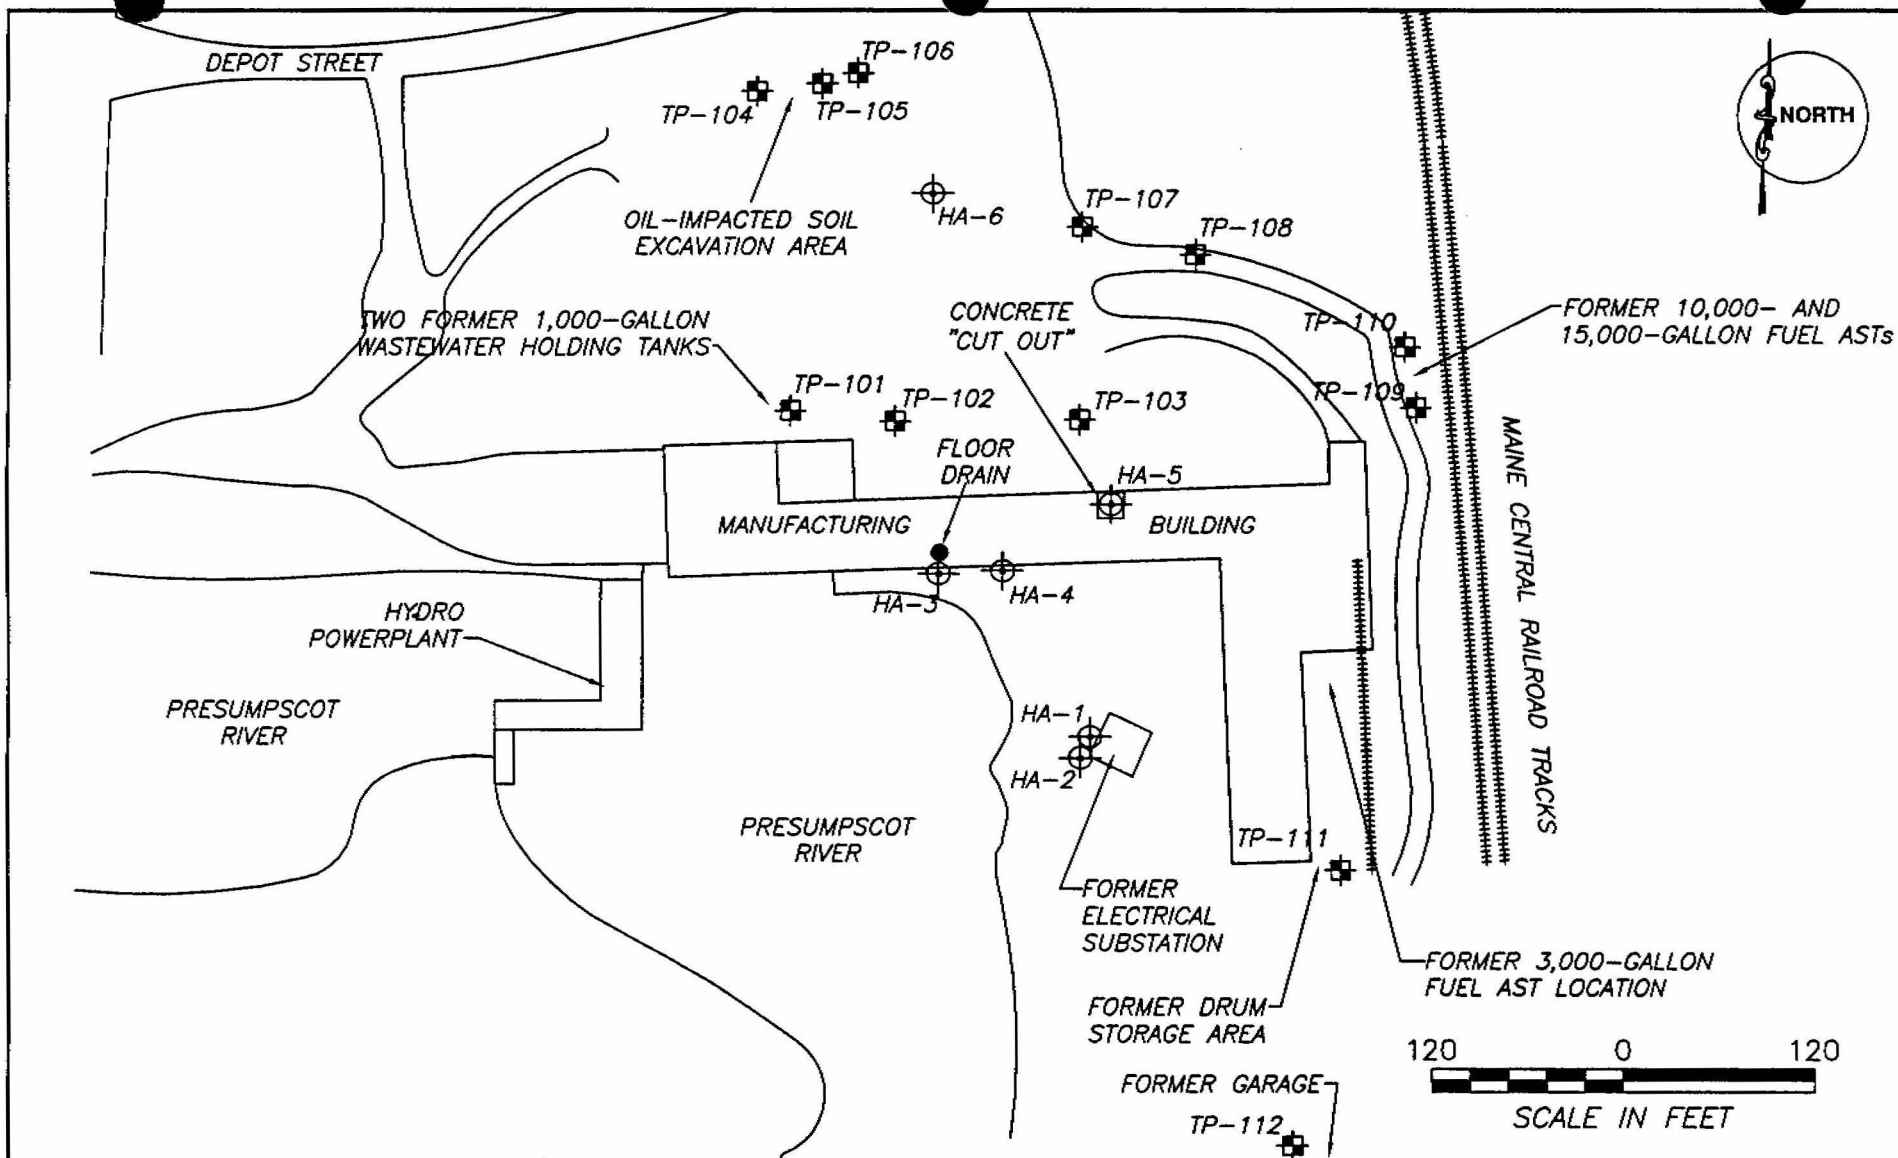 DEPOT STREET
TP-106
TP-104
TP-105
NORTH
OIL-IMPACTED SOIL
EXCAVATION AREA
HA-6
TP-107
TP-108
TWO FORMER 1,000-GALLON
WASTEWATER HOLDING TANKS
CONCRETE
"CUT OUT"
TP-110
FORMER 10,000- AND
15,000-GALLON FUEL ASTs
TP-101
TP-102
TP-103
TP-109
FLOOR
DRAIN
HA-5
MANUFACTURING
BUILDING
MAINE CENTRAL RAILROAD TRACKS
HA-3
HA-4
HYDRO
POWERPLANT
PRESUMPSCOT
RIVER
HA-1
HA-2
PRESUMPSCOT
RIVER
TP-111
FORMER
ELECTRICAL
SUBSTATION
FORMER 3,000-GALLON
FUEL AST LOCATION
FORMER DRUM
STORAGE AREA
120 0 120
SCALE IN FEET
FORMER GARAGE
TP-112